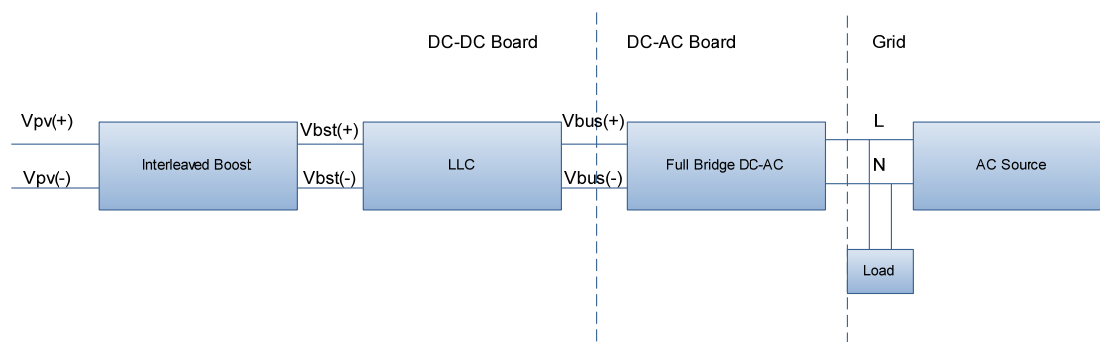 DC-DC Board
DC-AC Board
Grid
Vpv(+)
Vbst(+)
Vbus(+)
L
Interleaved Boost
LLC
Full Bridge DC-AC
N
AC Source
Vpv(-)
Vbst(-)
Vbus(-)
Load